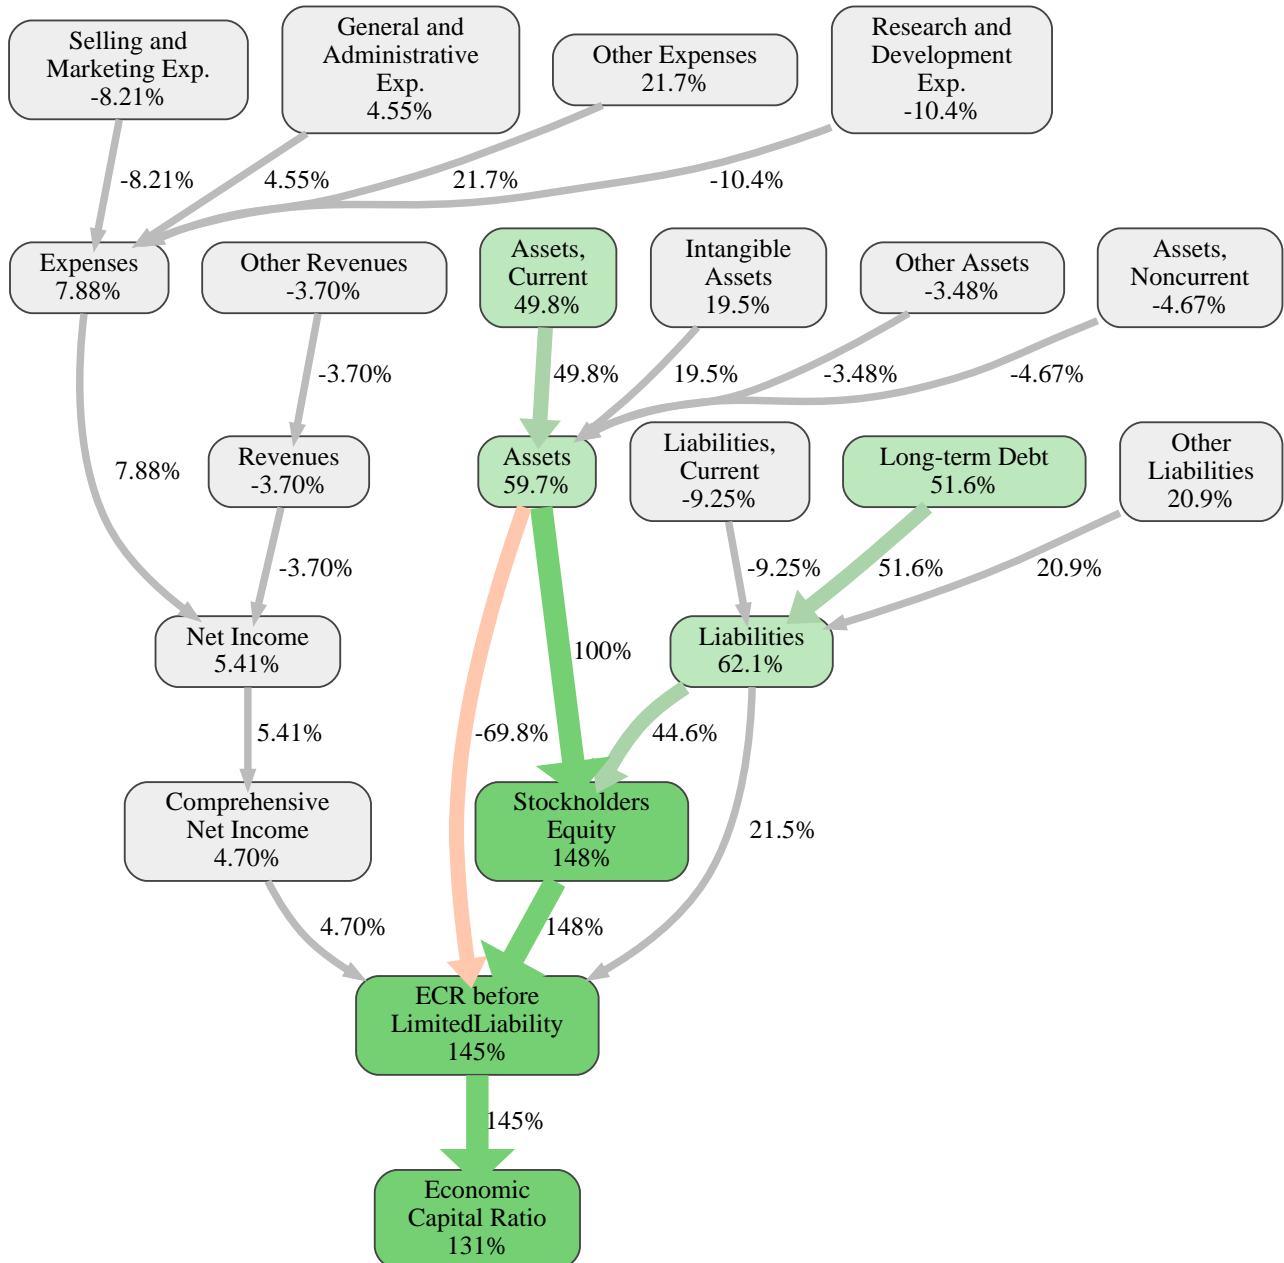 Selling and
Marketing Exp.
-8.21%
General and
Administrative
Exp.
4.55%
Other Expenses
21.7%
Research and
Development
Exp.
-10.4%
-8.21%
4.55%
21.7%
-10.4%
Expenses
7.88%
Other Revenues
-3.70%
Assets,
Current
49.8%
Intangible
Assets
19.5%
Other Assets
-3.48%
Assets,
Noncurrent
-4.67%
-3.70%
49.8%
19.5%
-3.48%
-4.67%
7.88%
Revenues
-3.70%
Assets
59.7%
Liabilities,
Current
-9.25%
Long-term Debt
51.6%
Other
Liabilities
20.9%
-3.70%
-9.25%
51.6%
20.9%
Net Income
5.41%
100%
Liabilities
62.1%
5.41%
-69.8%
44.6%
Comprehensive
Net Income
4.70%
Stockholders
Equity
148%
21.5%
4.70%
148%
ECR before
LimitedLiability
145%
145%
Economic
Capital Ratio
131%